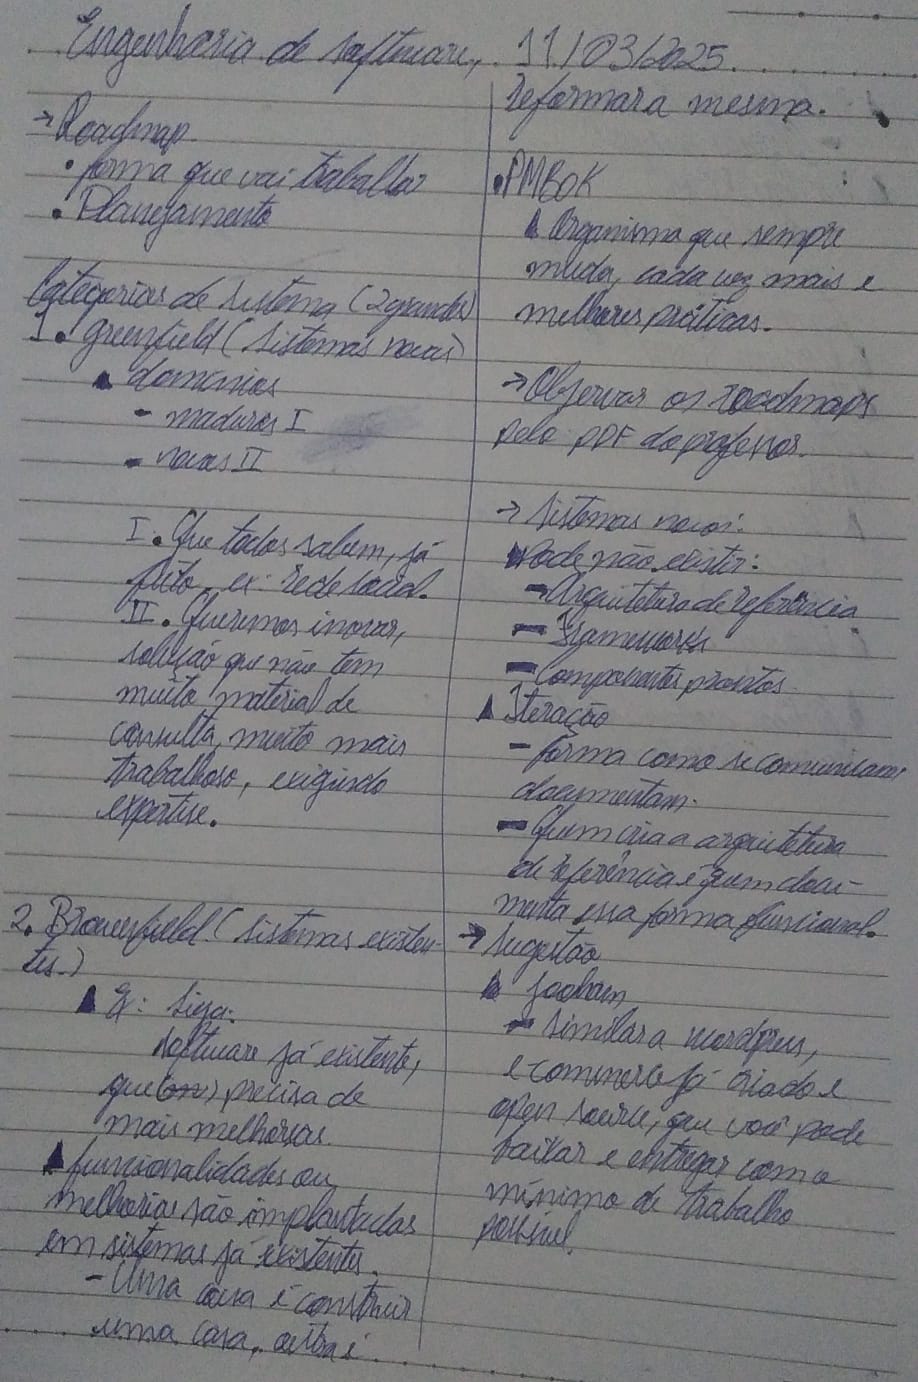 Engenharia de software, 11/03/2025.
→ Roadmap
• forma que vai trabalhar
• Planejamento
Categorias de sistema (2 grandes)
1. greenfield (sistemas novos)
▲ domínios
- maduros I
- novos II
I. Que todos sabem, já
feito, ex: rede social.
II. Queremos inovar,
solução que não tem
muito material de
consulta, muito mais
trabalhoso, exigindo
expertise.
2. Brownfield (sistemas existen-
tes.)
▲ Ex: Siga:
software já existente,
que precisa de
mais melhorias
▲ funcionalidades ou
melhorias são implantadas
em sistemas já existentes.
- Uma coisa é construir
uma casa, outra é
reformar a mesma.
• PMBOK
▲ Organismo que sempre
muda, cada vez mais e
melhores práticas.
→ Observar os roadmaps
pelo PDF do professor.
→ Sistemas novos:
▲ Pode não existir:
- Arquitetura de referência
- Frameworks
- Componentes prontos.
▲ Iteração
- forma como se comunicam,
documentam.
- Quem cria a arquitetura
de referência é quem docu-
menta essa forma funcional.
→ Sugestão
▲
- Similar a wordpress,
e-commerce já criado e
open source, que você pode
baixar e entregar com o
mínimo de trabalho
possível.